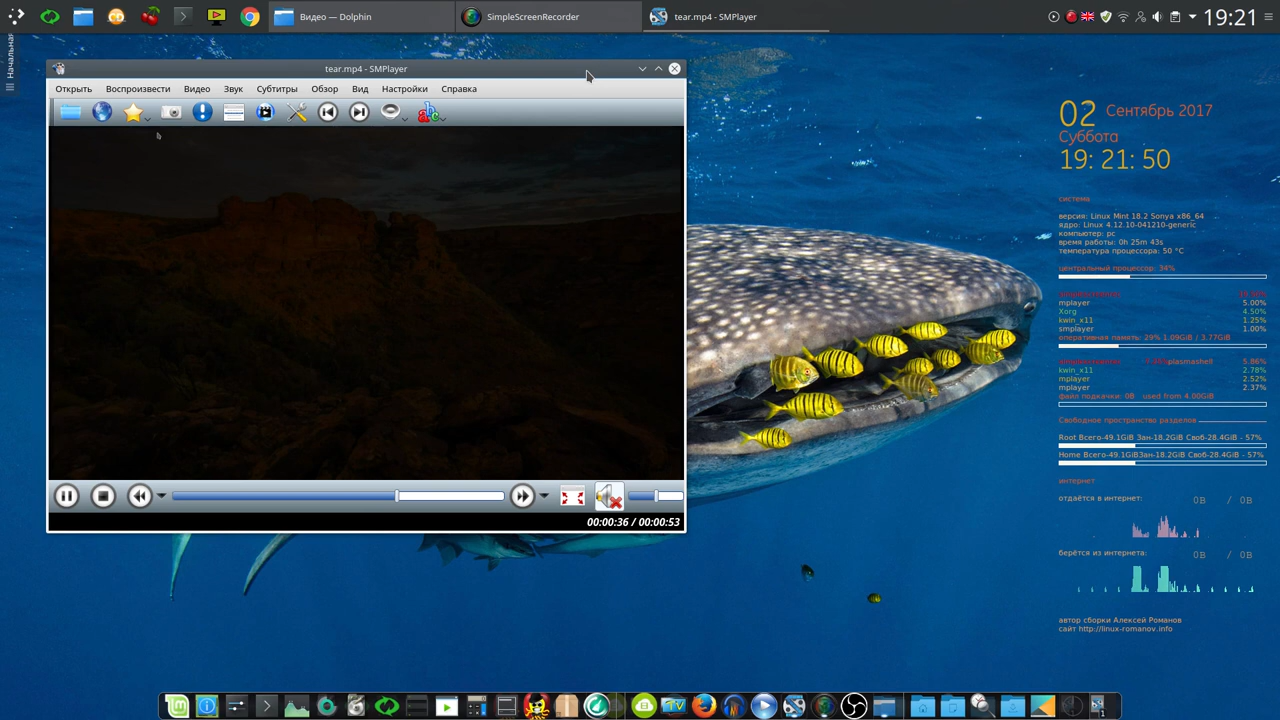 Видео — Dolphin
SimpleScreenRecorder
tear.mp4 - SMPlayer
19:21
Начальная
tear.mp4 - SMPlayer
Открыть Воспроизвести Видео Звук Субтитры Обзор Вид Настройки Справка
00:00:36 / 00:00:53
02 Сентябрь 2017
Суббота
19: 21: 50
система
версия: Linux Mint 18.2 Sonya x86_64
ядро: Linux 4.12.10-041210-generic
компьютер: pc
время работы: 0h 25m 43s
температура процессора: 50 °C
центральный процессор: 34%
mplayer 5.00%
Xorg 4.50%
kwin_x11 1.25%
smplayer 1.00%
оперативная память: 29% 1.09GiB / 3.77GiB
plasmashell 5.86%
kwin_x11 2.78%
mplayer 2.52%
mplayer 2.37%
файл подкачки: 0B used from 4.00GiB
Свободное пространство разделов
Root Всего-49.1GiB Зан-18.2GiB Своб-28.4GiB - 57%
Home Всего-49.1GiBЗан-18.2GiB Своб-28.4GiB - 57%
интернет
отдаётся в интернет: 0B / 0B
берётся из интернета: 0B / 0B
автор сборки Алексей Романов
сайт http://linux-romanov.info
TV